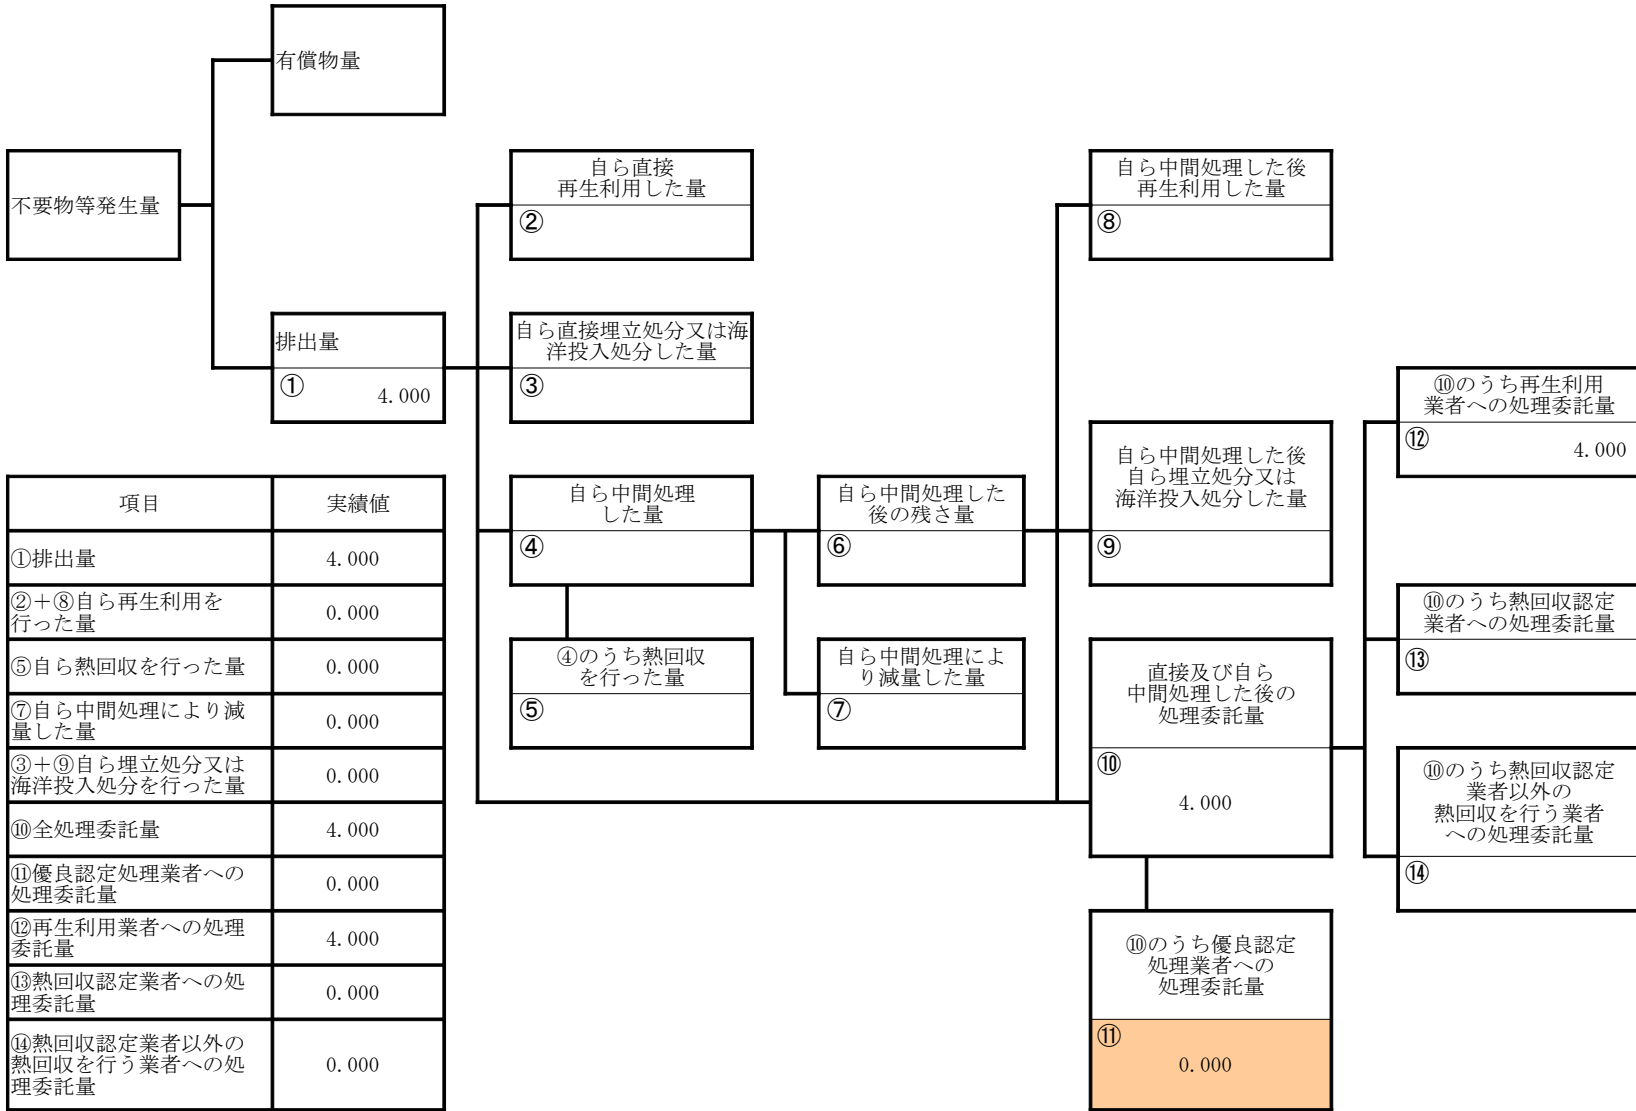 有償物量
不要物等発生量
自ら直接
再生利用した量
②
自ら中間処理した後
再生利用した量
⑧
排出量
① 4.000
自ら直接埋立処分又は海
洋投入処分した量
③
⑩のうち再生利用
業者への処理委託量
⑫ 4.000
自ら中間処理
した量
④
自ら中間処理した
後の残さ量
⑥
自ら中間処理した後
自ら埋立処分又は
海洋投入処分した量
⑨
④のうち熱回収
を行った量
⑤
自ら中間処理によ
り減量した量
⑦
直接及び自ら
中間処理した後の
処理委託量
⑩
4.000
⑩のうち熱回収認定
業者への処理委託量
⑬
⑩のうち熱回収認定
業者以外の
熱回収を行う業者
への処理委託量
⑭
⑩のうち優良認定
処理業者への
処理委託量
⑪
0.000
項目 実績値
①排出量 4.000
②+⑧自ら再生利用を
行った量 0.000
⑤自ら熱回収を行った量 0.000
⑦自ら中間処理により減
量した量 0.000
③+⑨自ら埋立処分又は
海洋投入処分を行った量 0.000
⑩全処理委託量 4.000
⑪優良認定処理業者への
処理委託量 0.000
⑫再生利用業者への処理
委託量 4.000
⑬熱回収認定業者への処
理委託量 0.000
⑭熱回収認定業者以外の
熱回収を行う業者への処
理委託量 0.000